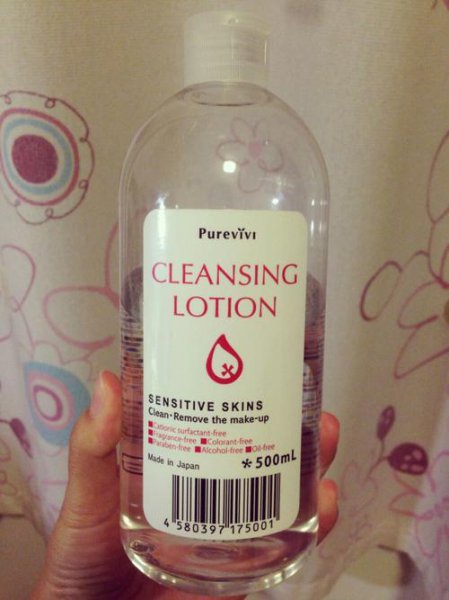 Purevivi
CLEANSING
LOTION
SENSITIVE SKINS
Clean・Remove the make-up
■Cationic surfactant-free
■Fragrance-free ■Colorant-free
■Paraben-free ■Alcohol-free ■Oil-free
Made in Japan *500mL
4 580397 175001